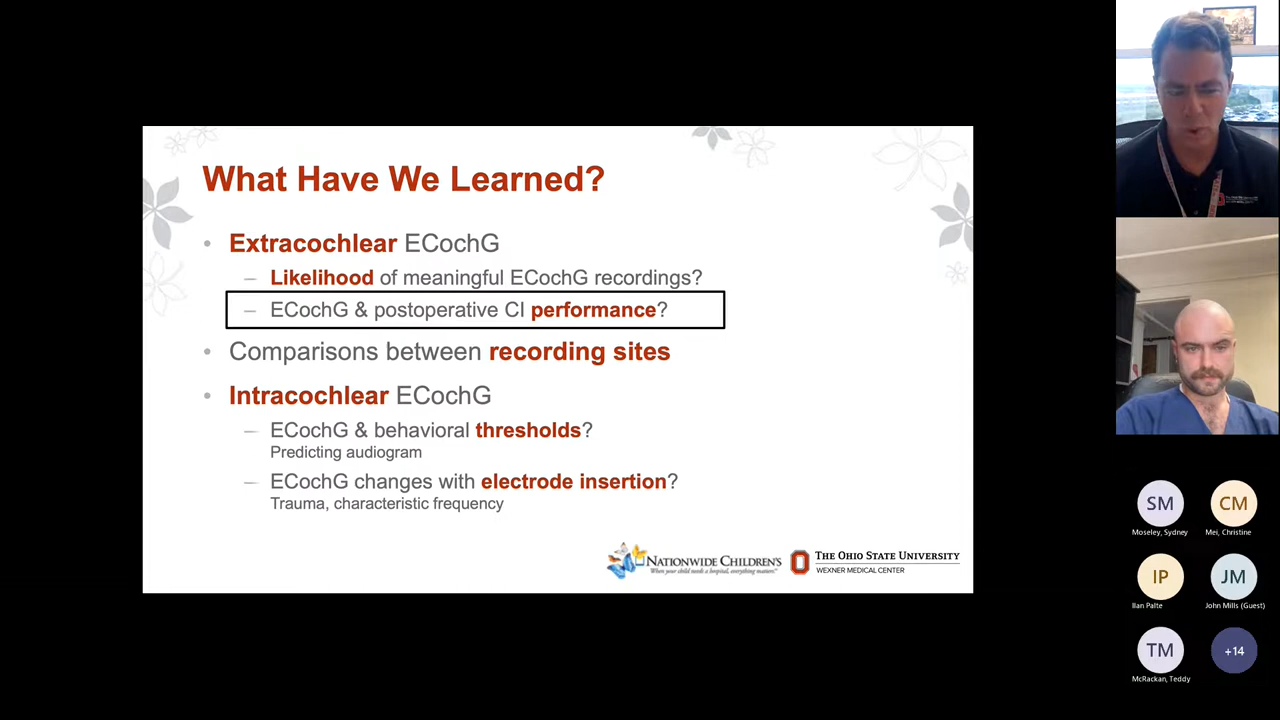 What Have We Learned?
• Extracochlear ECochG
– Likelihood of meaningful ECochG recordings?
– ECochG & postoperative CI performance?
• Comparisons between recording sites
• Intracochlear ECochG
– ECochG & behavioral thresholds?
Predicting audiogram
– ECochG changes with electrode insertion?
Trauma, characteristic frequency
NATIONWIDE CHILDREN'S
When your child needs a hospital, everything matters.
THE OHIO STATE UNIVERSITY
WEXNER MEDICAL CENTER
SM
CM
Moseley, Sydney
Mei, Christine
IP
JM
Ilan Palte
John Mills (Guest)
TM
+14
McRackan, Teddy